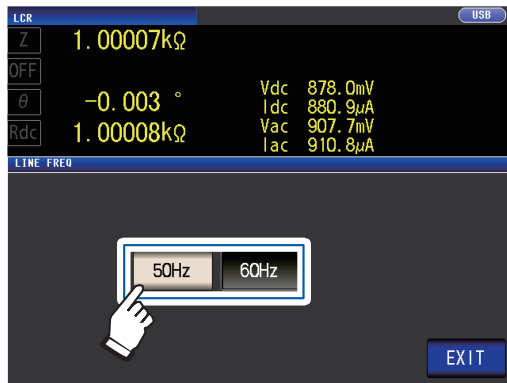 LCR USB
Z 1.00007kΩ
OFF
Vdc 878.0mV
θ -0.003 ° Idc 880.9μA
Vac 907.7mV
Rdc 1.00008kΩ
Iac 910.8μA
LINE FREQ
50Hz 60Hz
EXIT